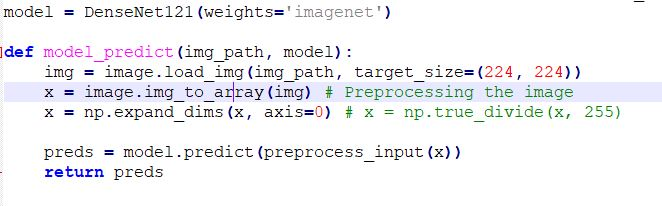 model = DenseNet121(weights='imagenet')
def model_predict(img_path, model):
    img = image.load_img(img_path, target_size=(224, 224))
    x = image.img_to_array(img) # Preprocessing the image
    x = np.expand_dims(x, axis=0) # x = np.true_divide(x, 255)
    preds = model.predict(preprocess_input(x))
    return preds